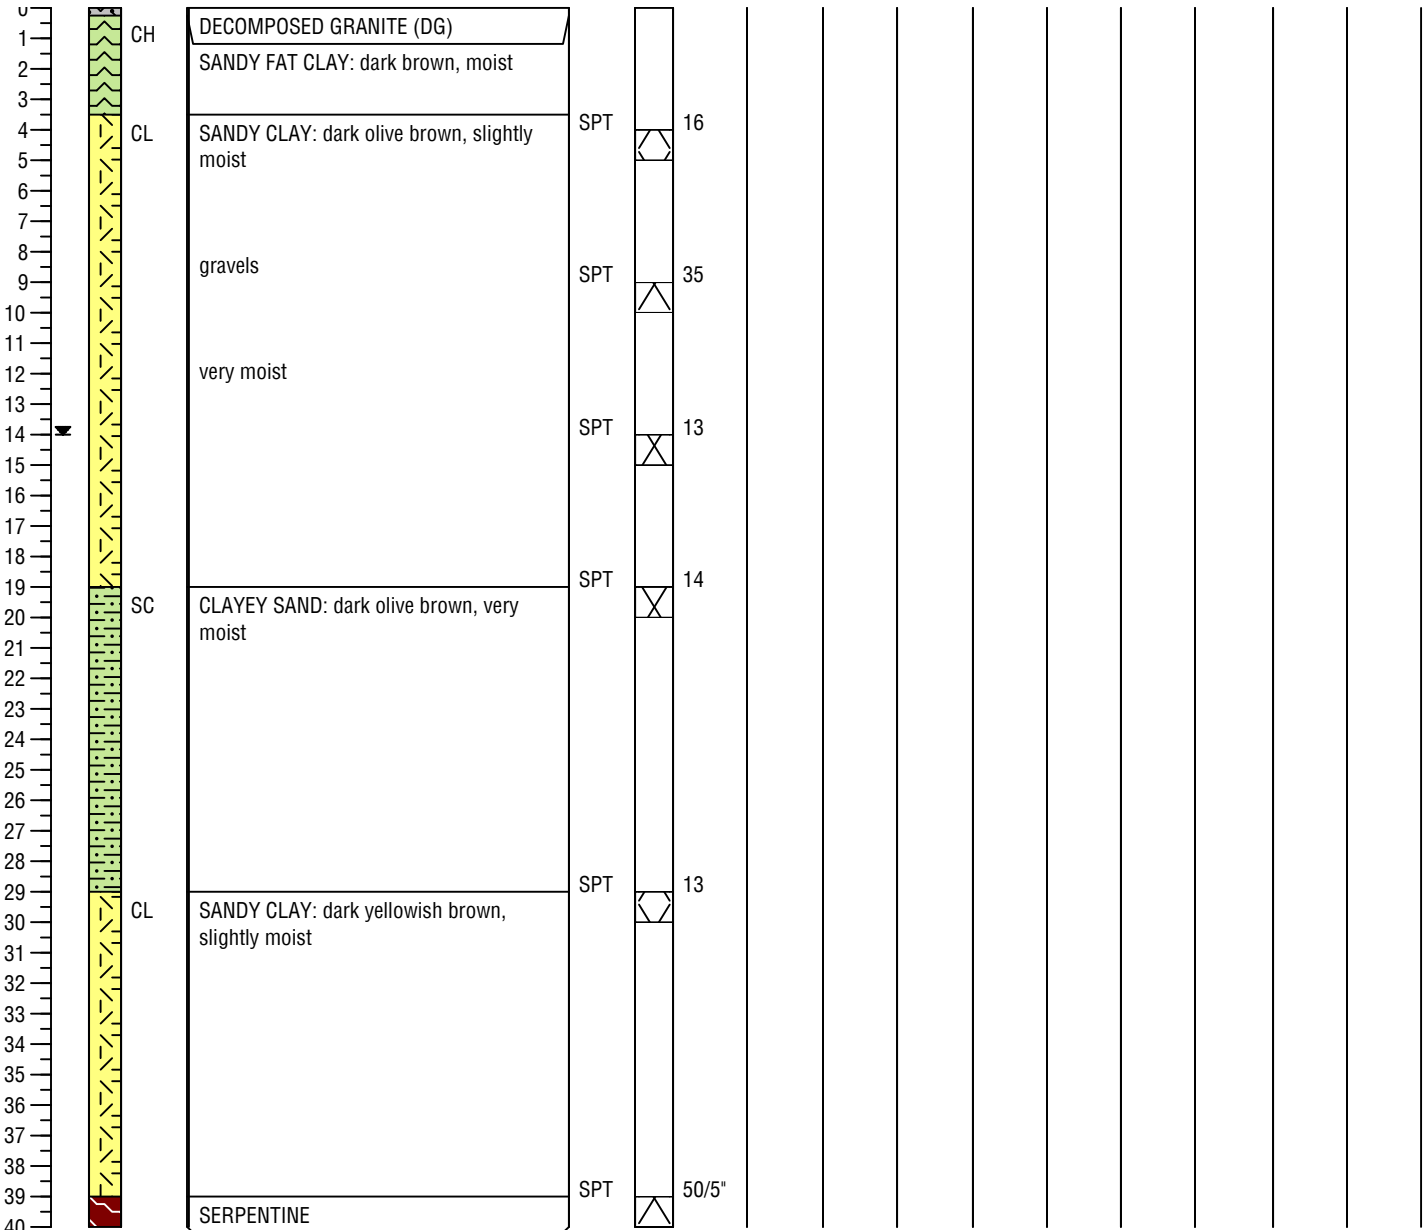 0
DECOMPOSED GRANITE (DG)
1
CH
2
SANDY FAT CLAY: dark brown, moist
3
SPT 16
4
CL
SANDY CLAY: dark olive brown, slightly
moist
5
6
7
8
gravels
SPT 35
9
10
11
12
very moist
13
SPT 13
14
15
16
17
18
SPT 14
19
SC
CLAYEY SAND: dark olive brown, very
moist
20
21
22
23
24
25
26
27
28
SPT 13
29
CL
SANDY CLAY: dark yellowish brown,
slightly moist
30
31
32
33
34
35
36
37
38
SPT 50/5"
39
SERPENTINE
40